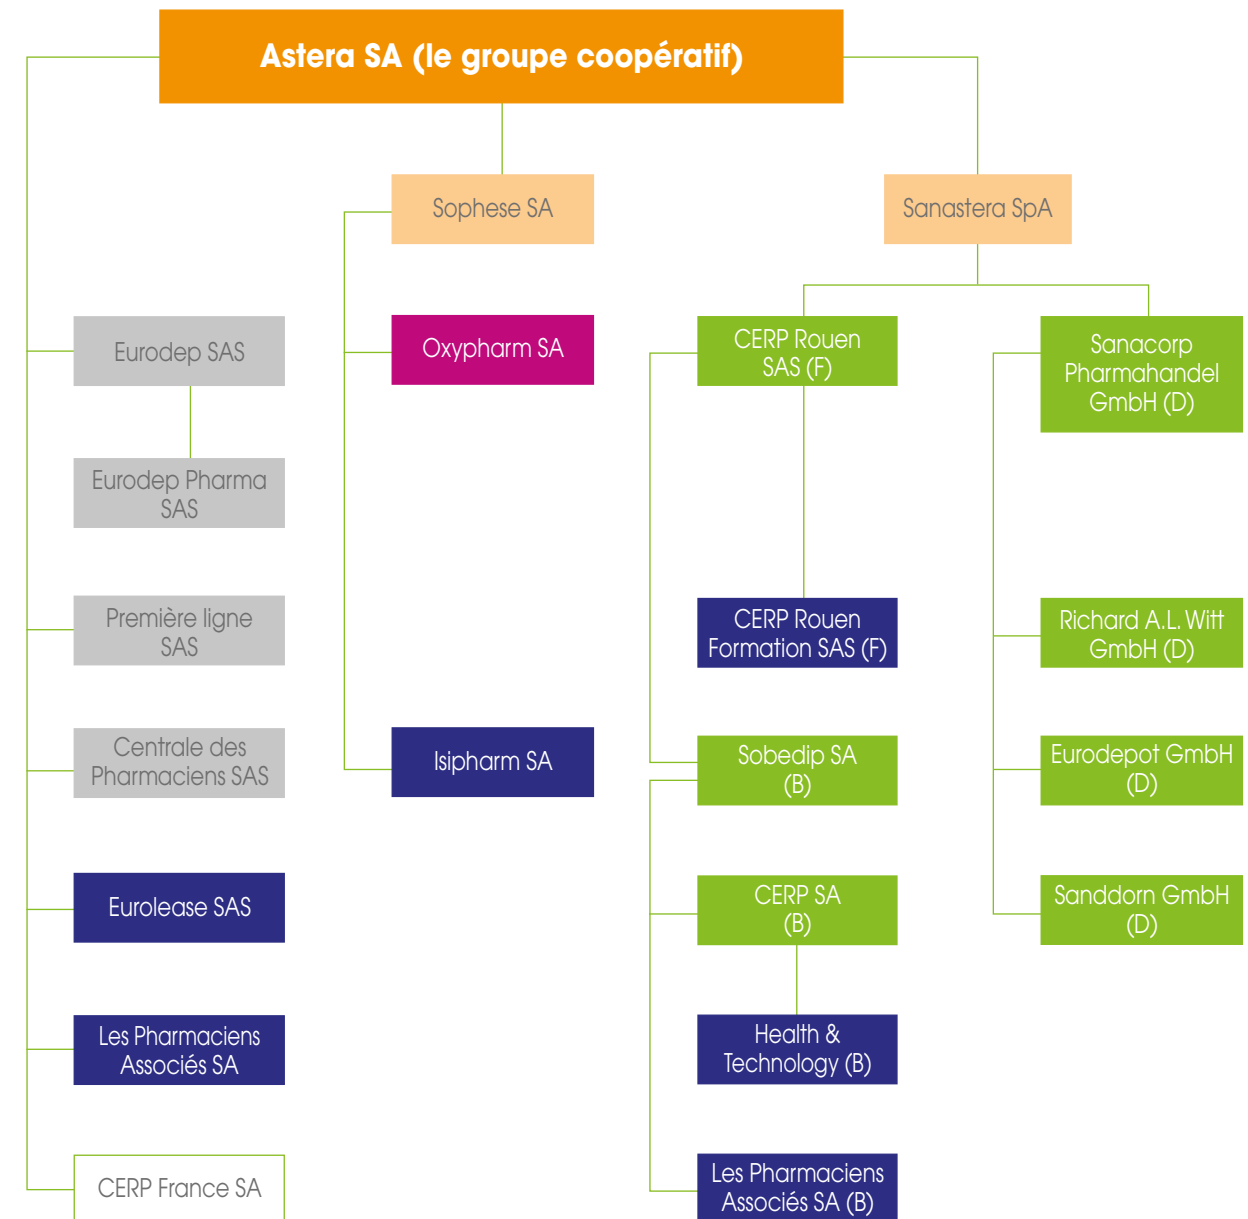 Astera SA (le groupe coopératif)
Sophese SA
Sanastera SpA
Eurodep SAS
Eurodep Pharma
SAS
Première ligne
SAS
Centrale des
Pharmaciens SAS
Eurolease SAS
Les Pharmaciens
Associés SA
CERP France SA
Oxypharm SA
Isipharm SA
CERP Rouen
SAS (F)
CERP Rouen
Formation SAS (F)
Sobedip SA
(B)
CERP SA
(B)
Health &
Technology (B)
Les Pharmaciens
Associés SA (B)
Sanacorp
Pharmahandel
GmbH (D)
Richard A.L. Witt
GmbH (D)
Eurodepot GmbH
(D)
Sanddorn GmbH
(D)